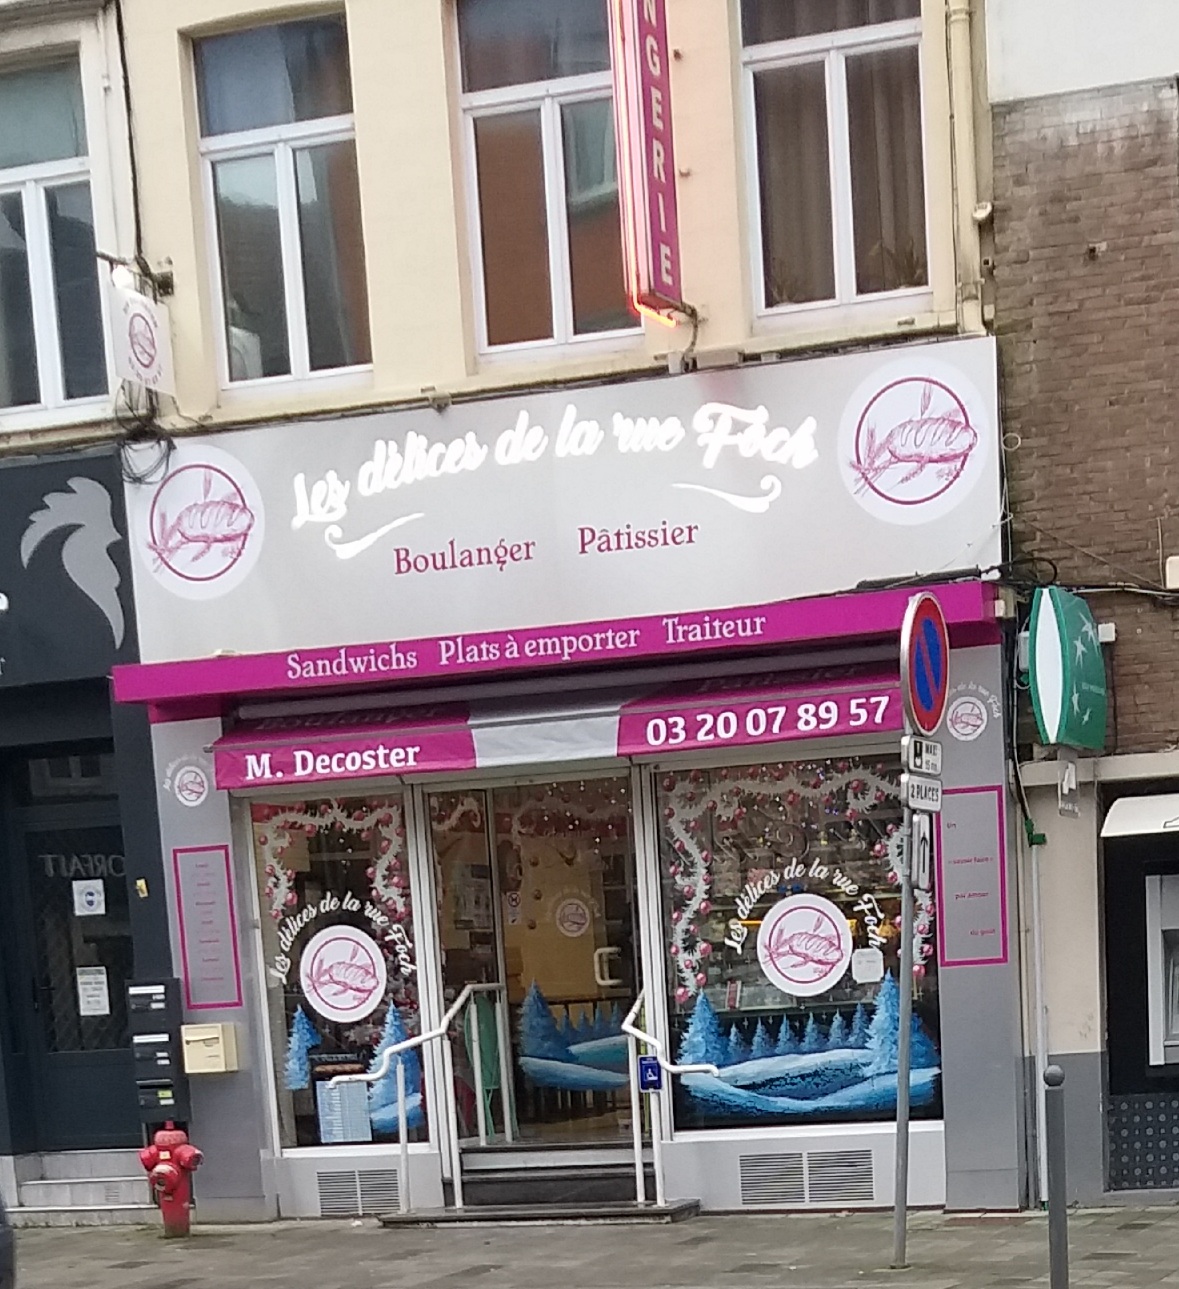 NGERIE
Les délices de la rue Foch
Boulanger Pâtissier
Sandwichs Plats à emporter Traiteur
M. Decoster 03 20 07 89 57
2 PLACES
Les délices de la rue Foch
Les délices de la rue Foch